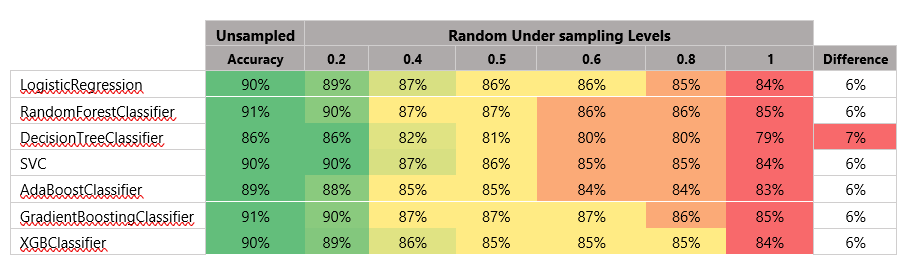 Unsampled Random Under sampling Levels
Accuracy 0.2 0.4 0.5 0.6 0.8 1 Difference
LogisticRegression 90% 89% 87% 86% 86% 85% 84% 6%
RandomForestClassifier 91% 90% 87% 87% 86% 86% 85% 6%
DecisionTreeClassifier 86% 86% 82% 81% 80% 80% 79% 7%
SVC 90% 90% 87% 86% 85% 85% 84% 6%
AdaBoostClassifier 89% 88% 85% 85% 84% 84% 83% 6%
GradientBoostingClassifier 91% 90% 87% 87% 87% 86% 85% 6%
XGBClassifier 90% 89% 86% 85% 85% 85% 84% 6%